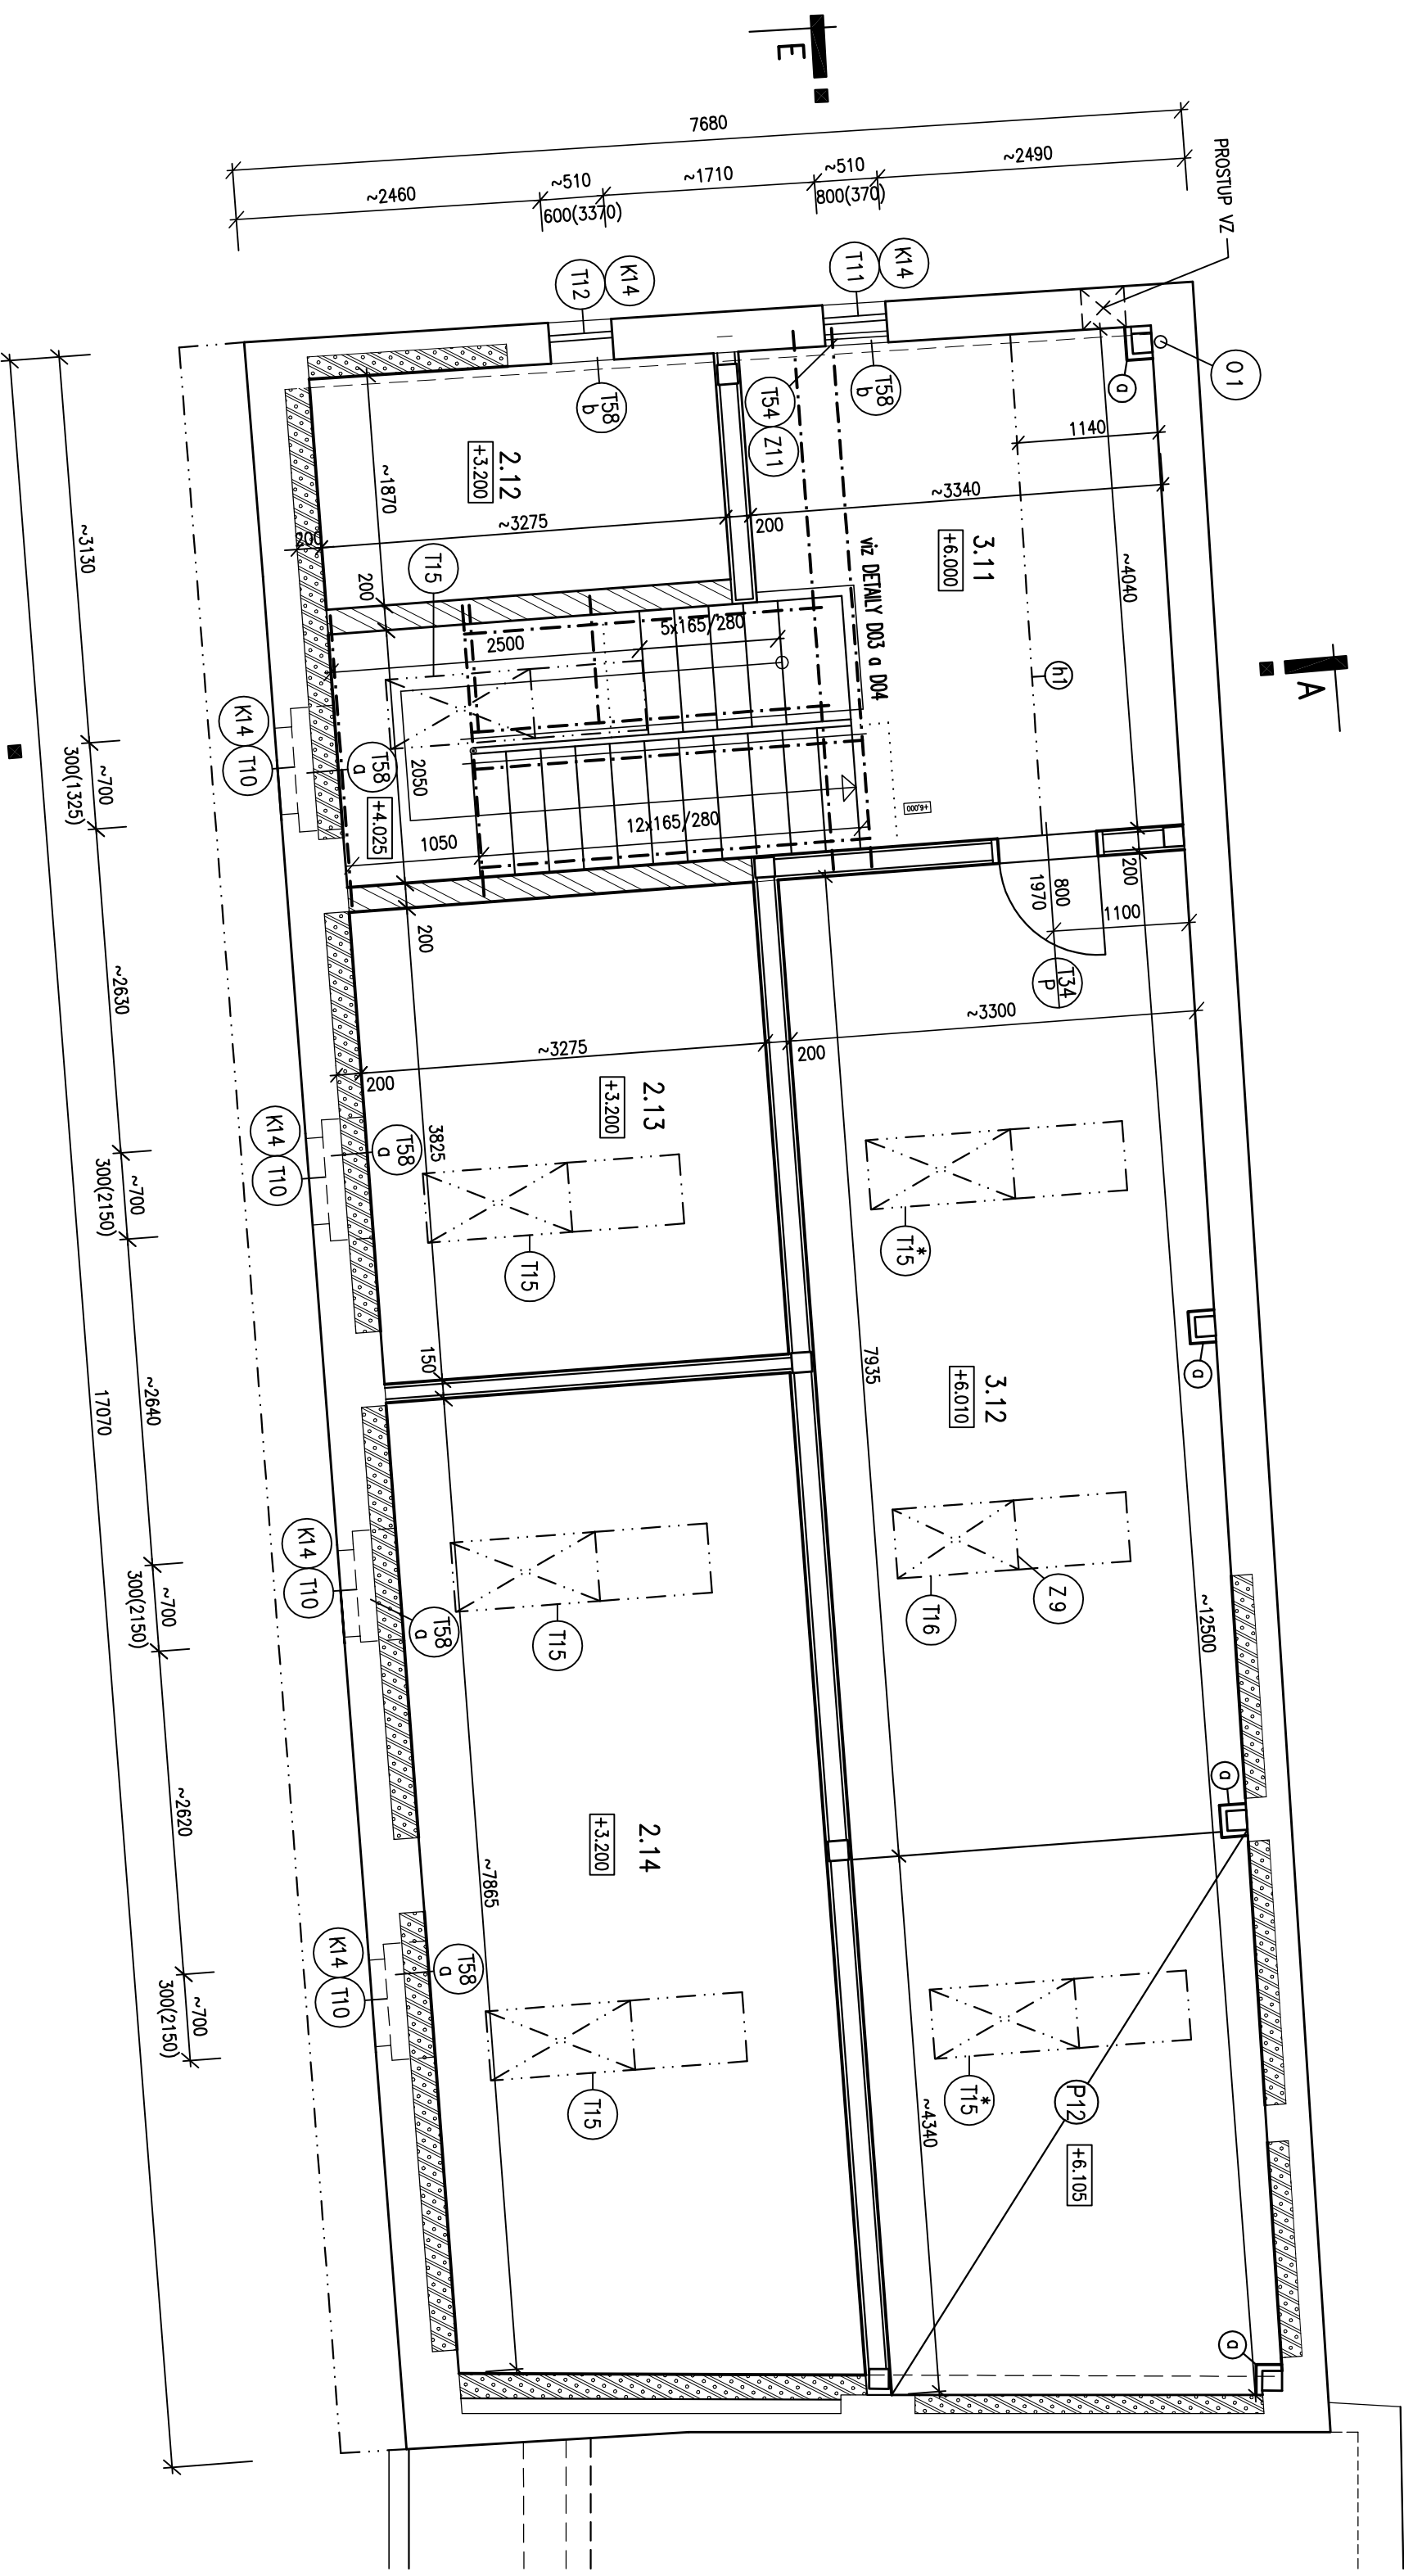 E
7680
~2460
~510
600(3370)
~1710
~510
800(370)
~2490
PROSTUP VZ
T12
K14
T11
K14
O1
a
T58
b
T58
b
T54
Z11
1140
~3340
200
3.11
+6.000
~4040
h1
A
2.12
+3.200
~1870
~3275
200
200
T15
2500
5x165/280
viz DETAILY D03 a D04
+6.000
12x165/280
2050
1050
+4.025
T58
a
K14
T10
200
800
1970
1100
T34
P
200
~3300
200
~3275
200
3825
2.13
+3.200
T15
T58
a
K14
T10
T15*
a
7935
3.12
+6.010
150
Z9
T16
~12500
T15
T58
a
K14
T10
a
2.14
+3.200
~7865
T58
a
K14
T10
T15
T15*
P12
+6.105
~4340
a
~3130
~700
300(1325)
~2630
~700
300(2150)
~2640
~700
300(2150)
~2620
~700
300(2150)
17070